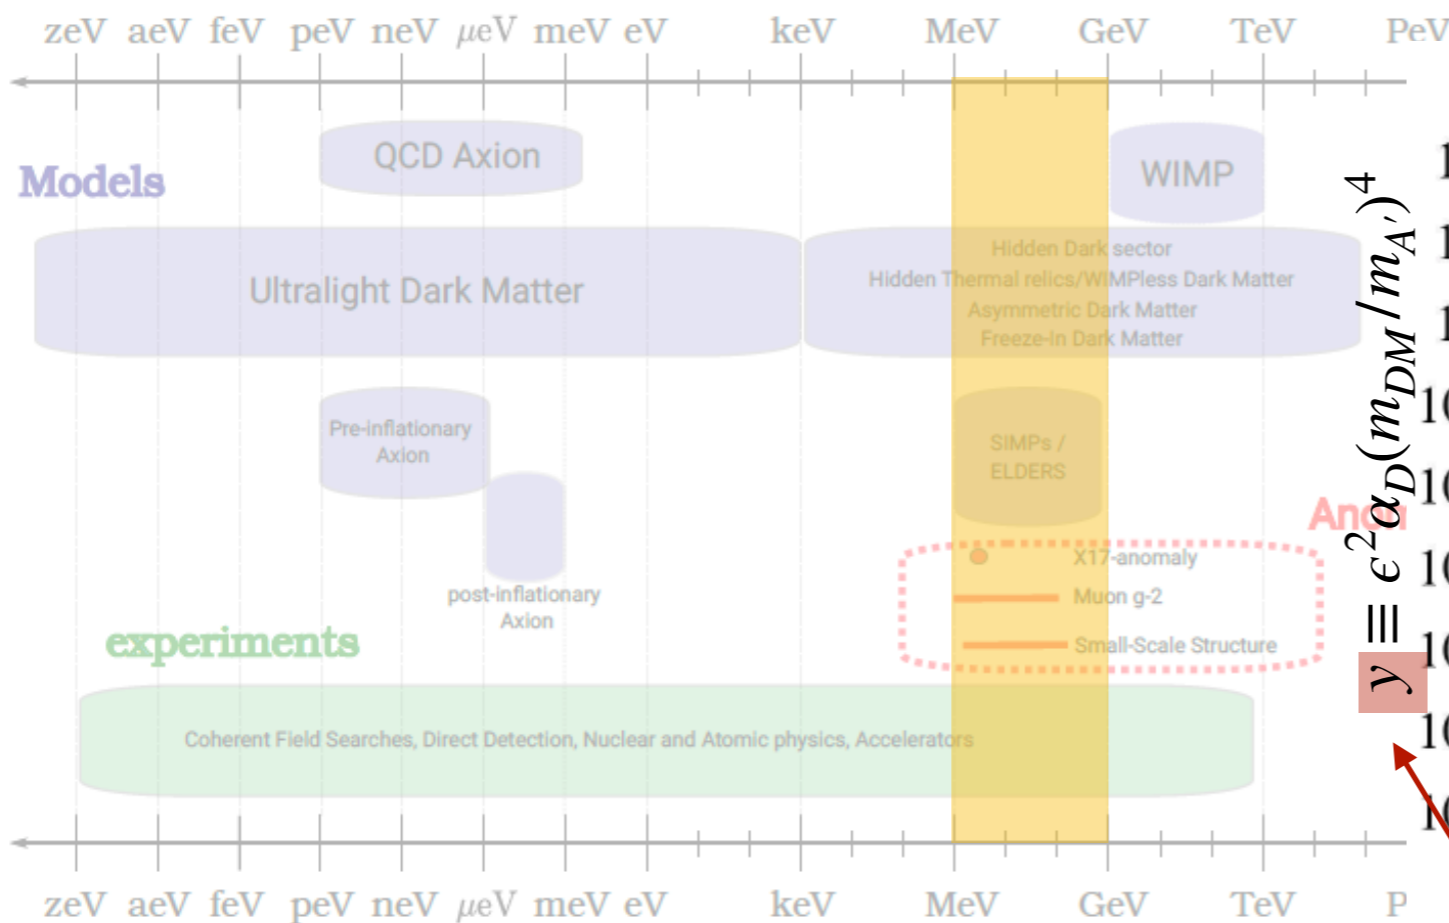 zeV aeV feV peV neV μeV meV eV keV MeV GeV TeV PeV
QCD Axion
WIMP
Models
Ultralight Dark Matter
Hidden Dark sector
Hidden Thermal relics/WIMPless Dark Matter
Asymmetric Dark Matter
Freeze-In Dark Matter
Pre-inflationary
Axion
SIMPs /
ELDERS
post-inflationary
Axion
X17-anomaly
Muon g-2
Small-Scale Structure
experiments
Coherent Field Searches, Direct Detection, Nuclear and Atomic physics, Accelerators
y ≡ ϵ²α_D(m_DM/m_A′)⁴
zeV aeV feV peV neV μeV meV eV keV MeV GeV TeV P